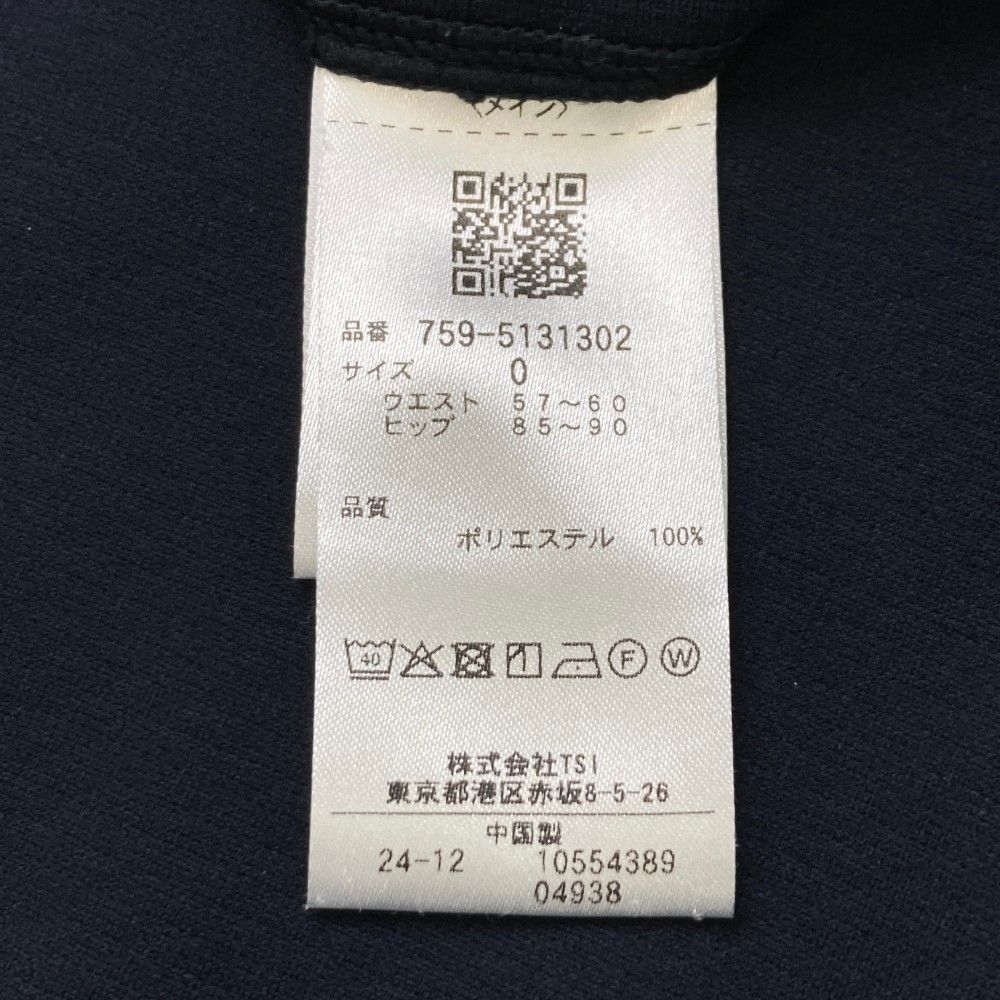 〈メイン〉
品番 759-5131302
サイズ 0
ウエスト 57～60
ヒップ 85～90
品質
ポリエステル 100%
40 F W
株式会社TSI
東京都港区赤坂8-5-26
中国製
24-12 10554389
04938